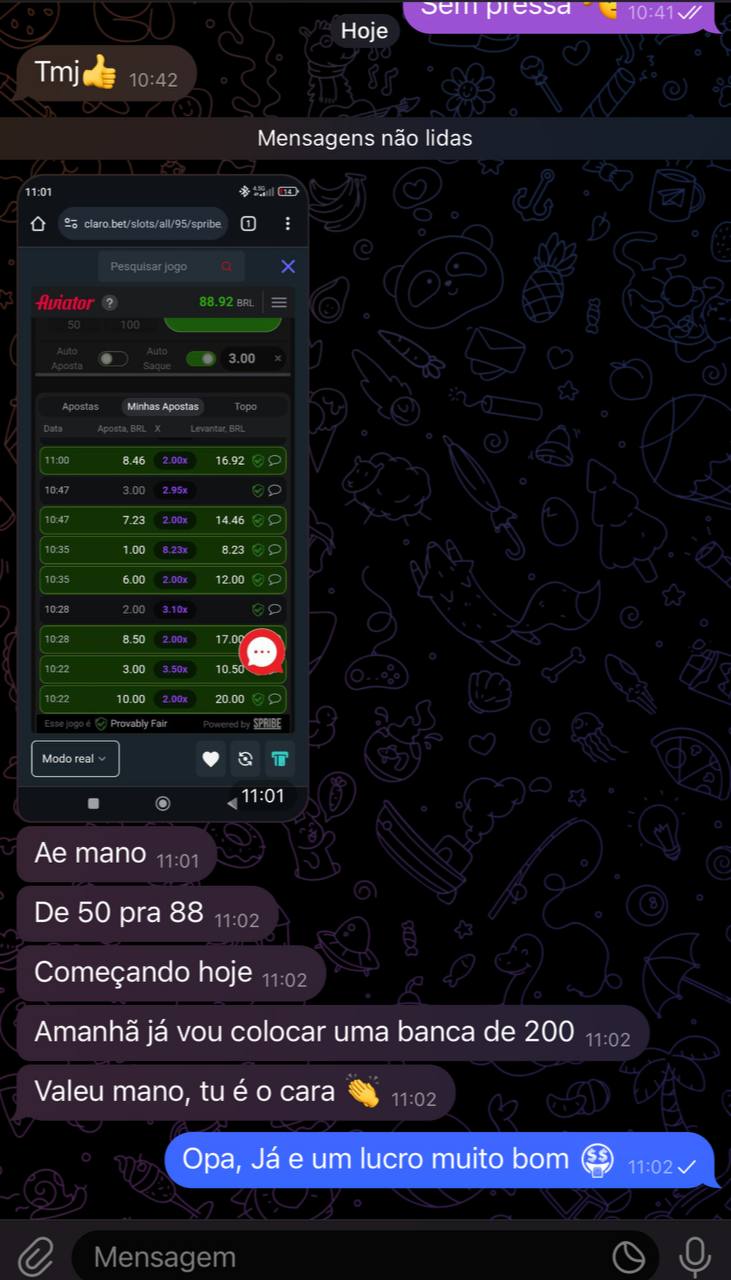 Sem pressa 10:41
Hoje
Tmj👍 10:42
Mensagens não lidas
11:01 4.5G 14
claro.bet/slots/all/95/spribe 1
Pesquisar jogo
Aviator ? 88.92 BRL
50 100
Auto Aposta Auto Saque 3.00 ×
Apostas Minhas Apostas Topo
Data Aposta, BRL X Levantar, BRL
11:00 8.46 2.00x 16.92
10:47 3.00 2.95x
10:47 7.23 2.00x 14.46
10:35 1.00 8.23x 8.23
10:35 6.00 2.00x 12.00
10:28 2.00 3.10x
10:28 8.50 2.00x 17.00
10:22 3.00 3.50x 10.50
10:22 10.00 2.00x 20.00
Esse jogo é Provably Fair Powered by SPRIBE
Modo real
11:01
Ae mano 11:01
De 50 pra 88 11:02
Começando hoje 11:02
Amanhã já vou colocar uma banca de 200 11:02
Valeu mano, tu é o cara 👏 11:02
Opa, Já e um lucro muito bom 🤑 11:02
Mensagem